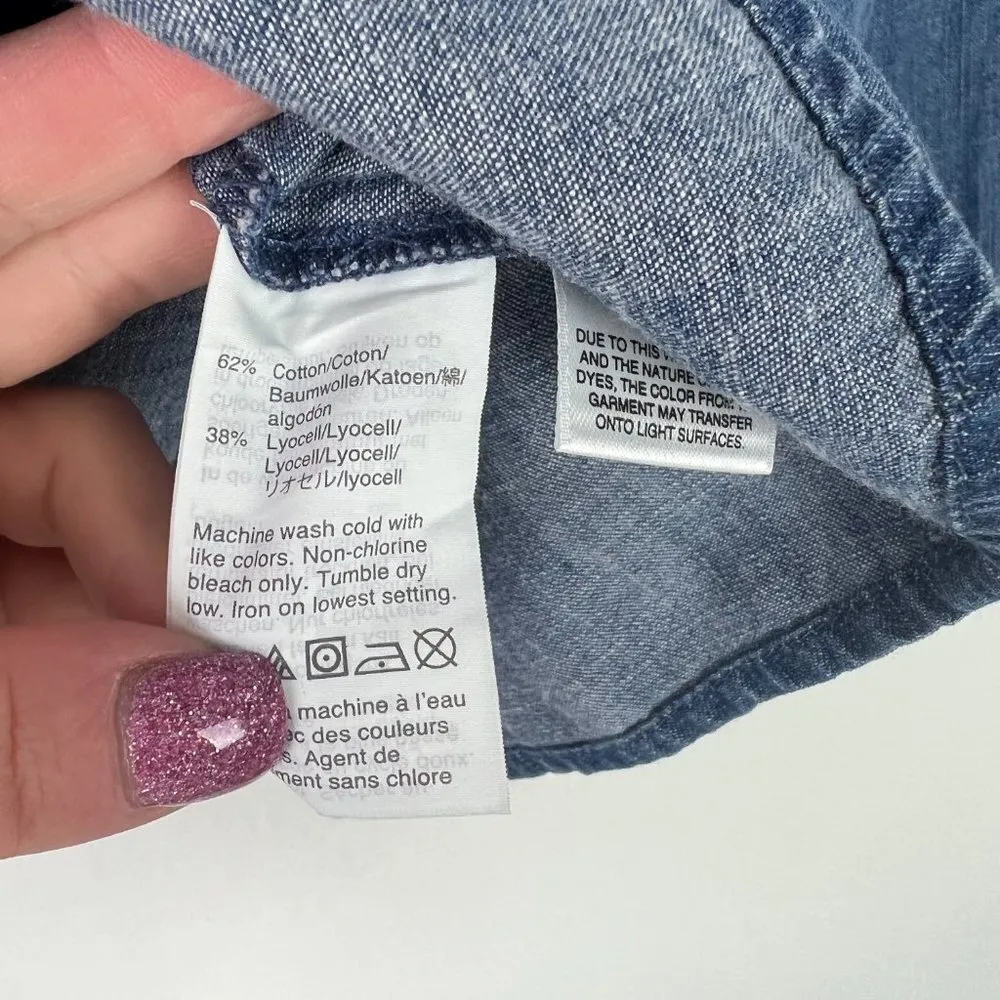 62% Cotton/Coton/
Baumwolle/Katoen/綿/
algodón
38% Lyocell/Lyocell/
Lyocell/Lyocell/
リオセル/lyocell
Machine wash cold with
like colors. Non-chlorine
bleach only. Tumble dry
low. Iron on lowest setting.
machine à l'eau
des couleurs
Agent de
sans chlore
DUE TO THIS
AND THE NATURE
DYES, THE COLOR FROM
GARMENT MAY TRANSFER
ONTO LIGHT SURFACES.